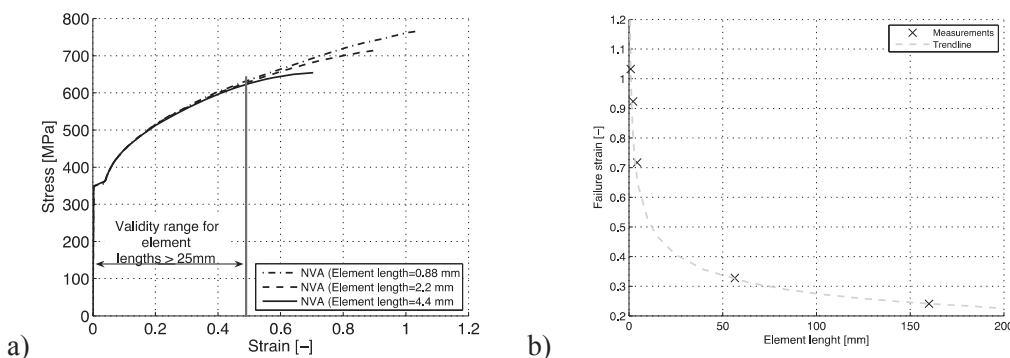 800
700
600
500
400
300
200
100
0
Stress [MPa]
Validity range for
element
lengths > 25mm
NVA (Element length=0.88 mm
NVA (Element length=2.2 mm
NVA (Element length=4.4 mm
0 0.2 0.4 0.6 0.8 1 1.2
Strain [–]
a)
1.2
1.1
1
0.9
0.8
0.7
0.6
0.5
0.4
0.3
0.2
Failure strain [–]
Measurements
Trendline
0 50 100 150 200
Element lenght [mm]
b)